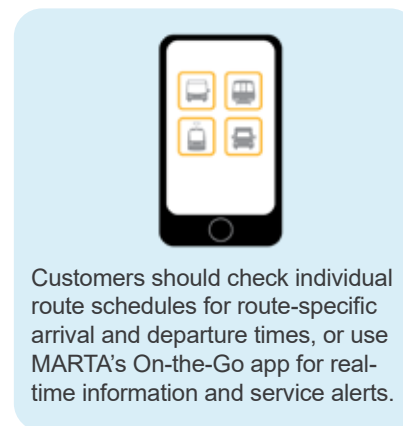 Customers should check individual
route schedules for route-specific
arrival and departure times, or use
MARTA's On-the-Go app for real-
time information and service alerts.